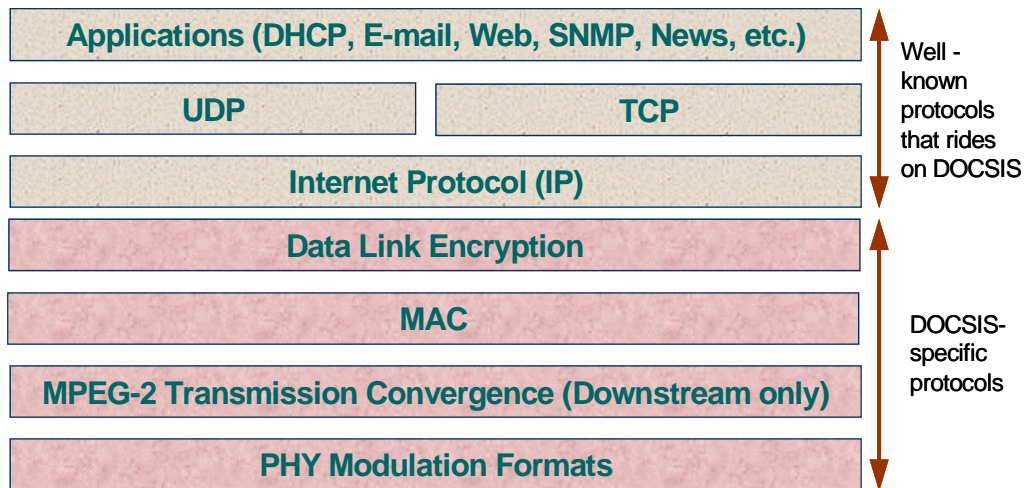 Applications (DHCP, E-mail, Web, SNMP, News, etc.)
UDP
TCP
Internet Protocol (IP)
Well -
known
protocols
that rides
on DOCSIS
Data Link Encryption
MAC
MPEG-2 Transmission Convergence (Downstream only)
PHY Modulation Formats
DOCSIS-
specific
protocols